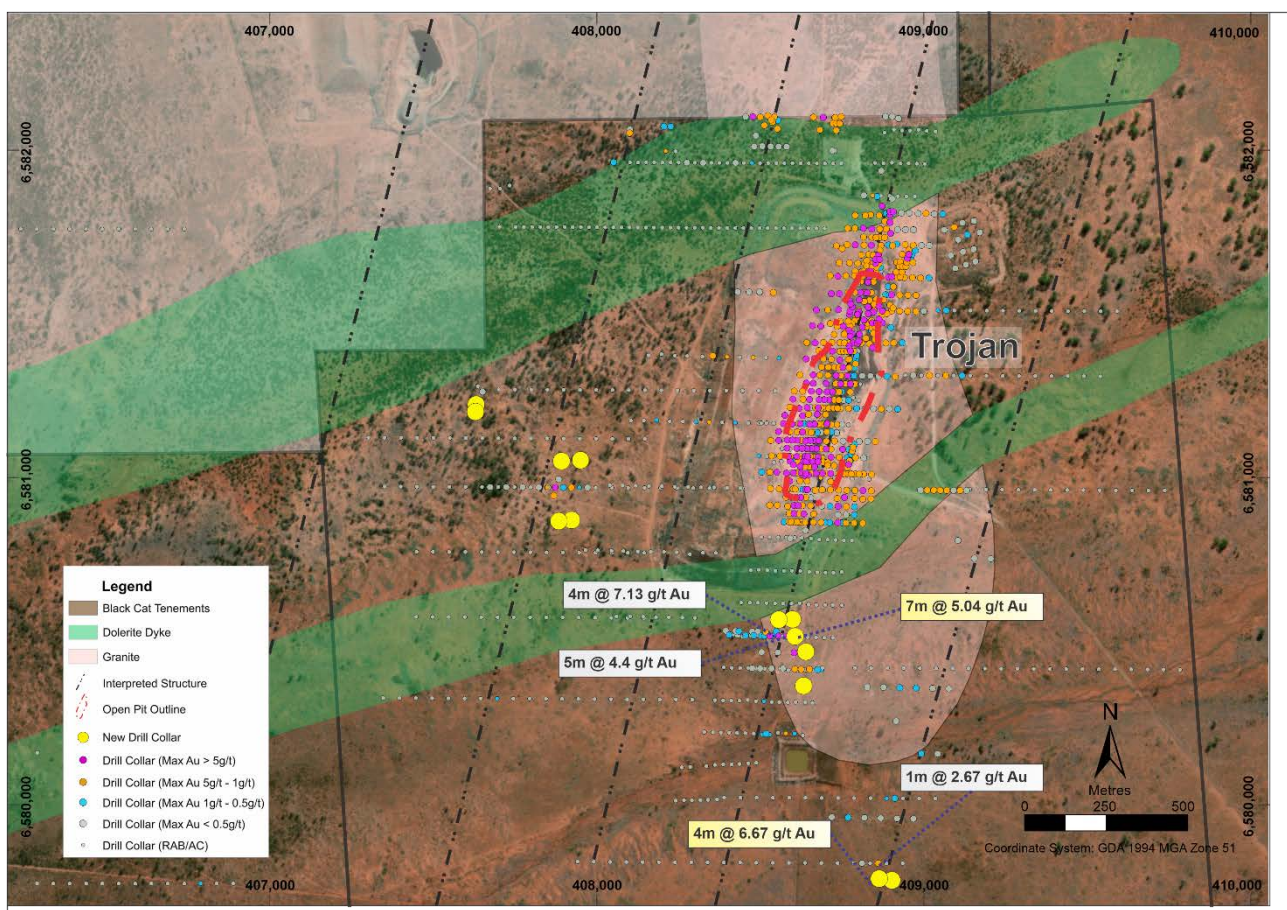 407,000
408,000
409,000
410,000
6,582,000
6,582,000
Trojan
6,581,000
6,581,000
4m @ 7.13 g/t Au
7m @ 5.04 g/t Au
5m @ 4.4 g/t Au
1m @ 2.67 g/t Au
4m @ 6.67 g/t Au
6,580,000
6,580,000
Legend
Black Cat Tenements
Dolerite Dyke
Granite
Interpreted Structure
Open Pit Outline
New Drill Collar
Drill Collar (Max Au > 5g/t)
Drill Collar (Max Au 5g/t - 1g/t)
Drill Collar (Max Au 1g/t - 0.5g/t)
Drill Collar (Max Au < 0.5g/t)
Drill Collar (RAB/AC)
N
Metres
0 250 500
Coordinate System: GDA 1994 MGA Zone 51
407,000
408,000
409,000
410,000